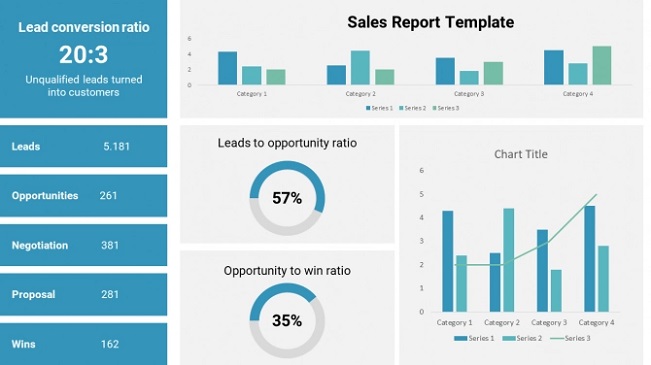 Lead conversion ratio
20:3
Unqualified leads turned
into customers
Leads 5.181
Opportunities 261
Negotiation 381
Proposal 281
Wins 162
Sales Report Template
6
4
2
0
Category 1 Category 2 Category 3 Category 4
Series 1 Series 2 Series 3
Leads to opportunity ratio
57%
Opportunity to win ratio
35%
Chart Title
6
5
4
3
2
1
0
Category 1 Category 2 Category 3 Category 4
Series 1 Series 2 Series 3